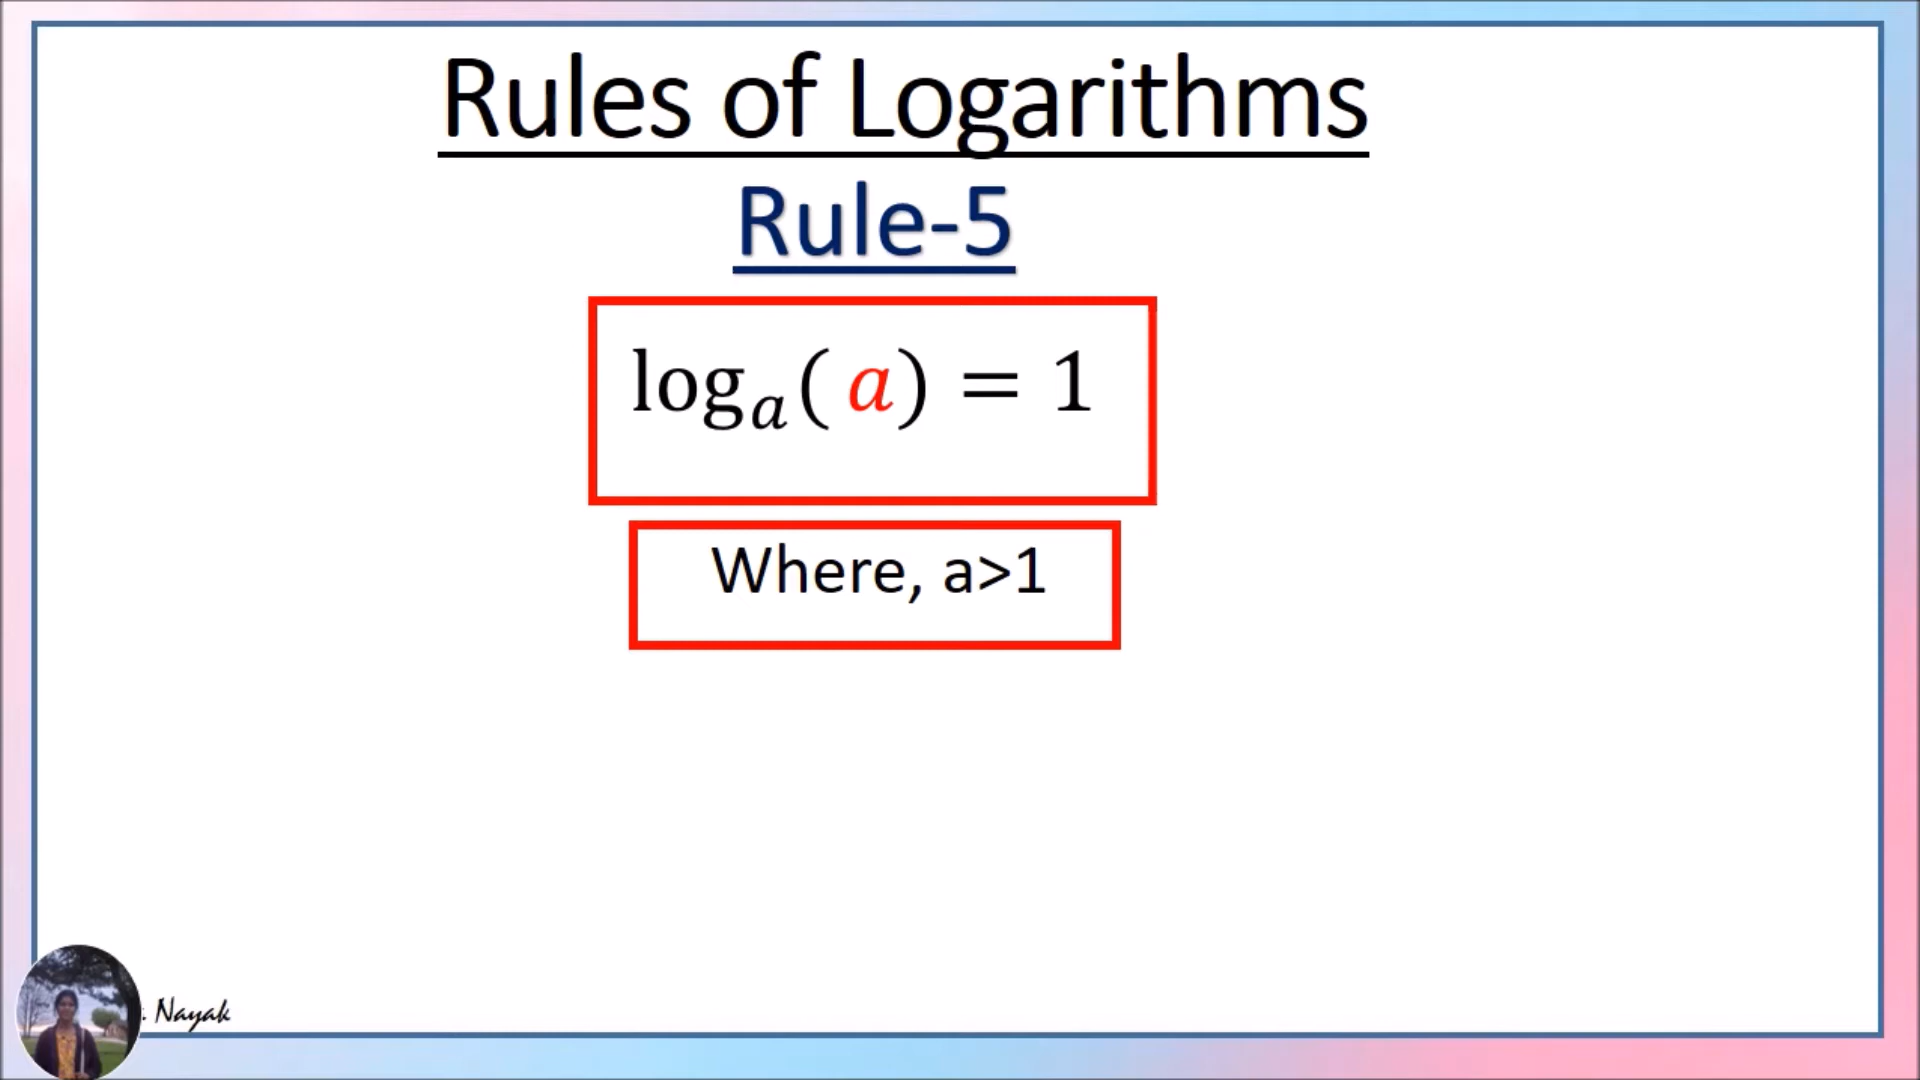 Rules of Logarithms
Rule-5
logₐ( a) = 1
Where, a>1
. Nayak